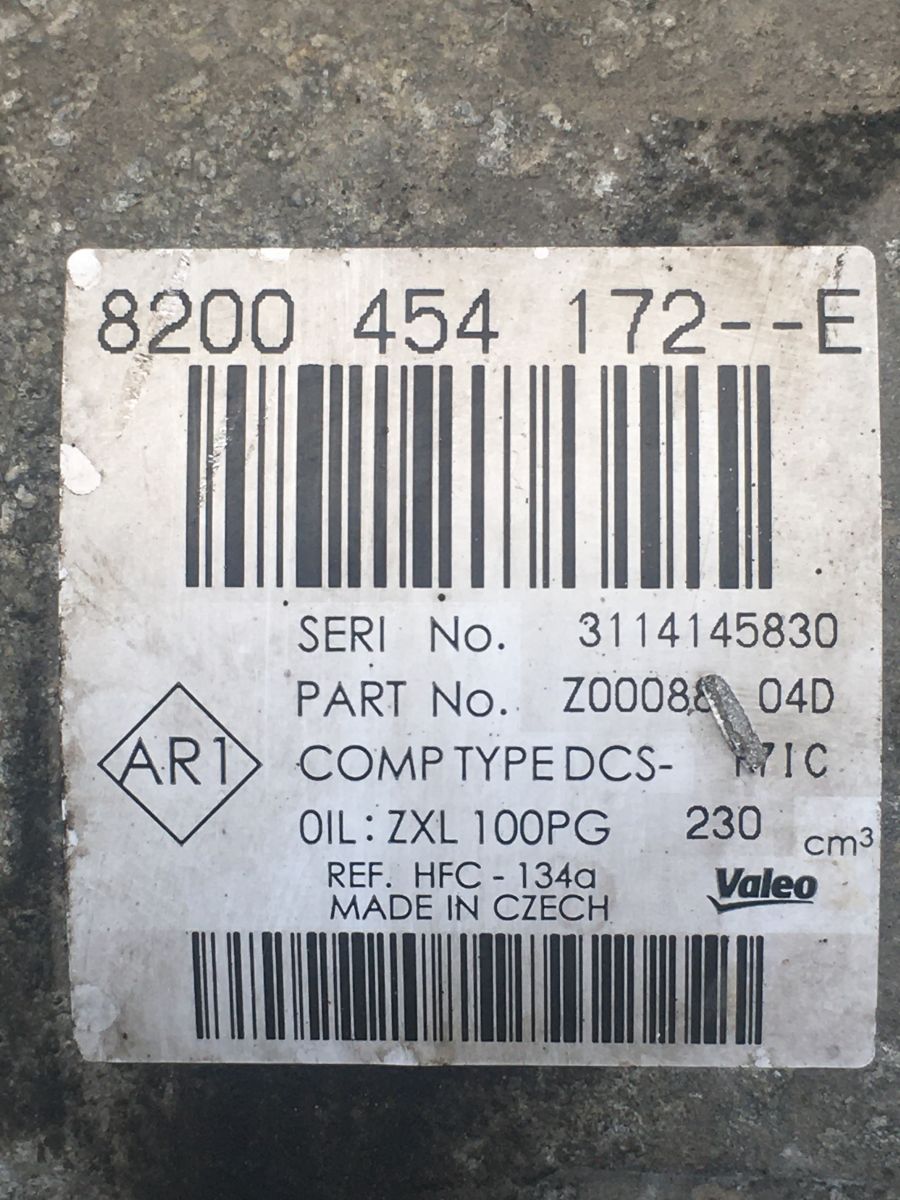 8200 454 172--E
SERI No. 3114145830
PART No. 04D
AR1
COMP TYPE DCS-
OIL: ZXL 100PG 230 cm³
REF. HFC - 134a
Valeo
MADE IN CZECH